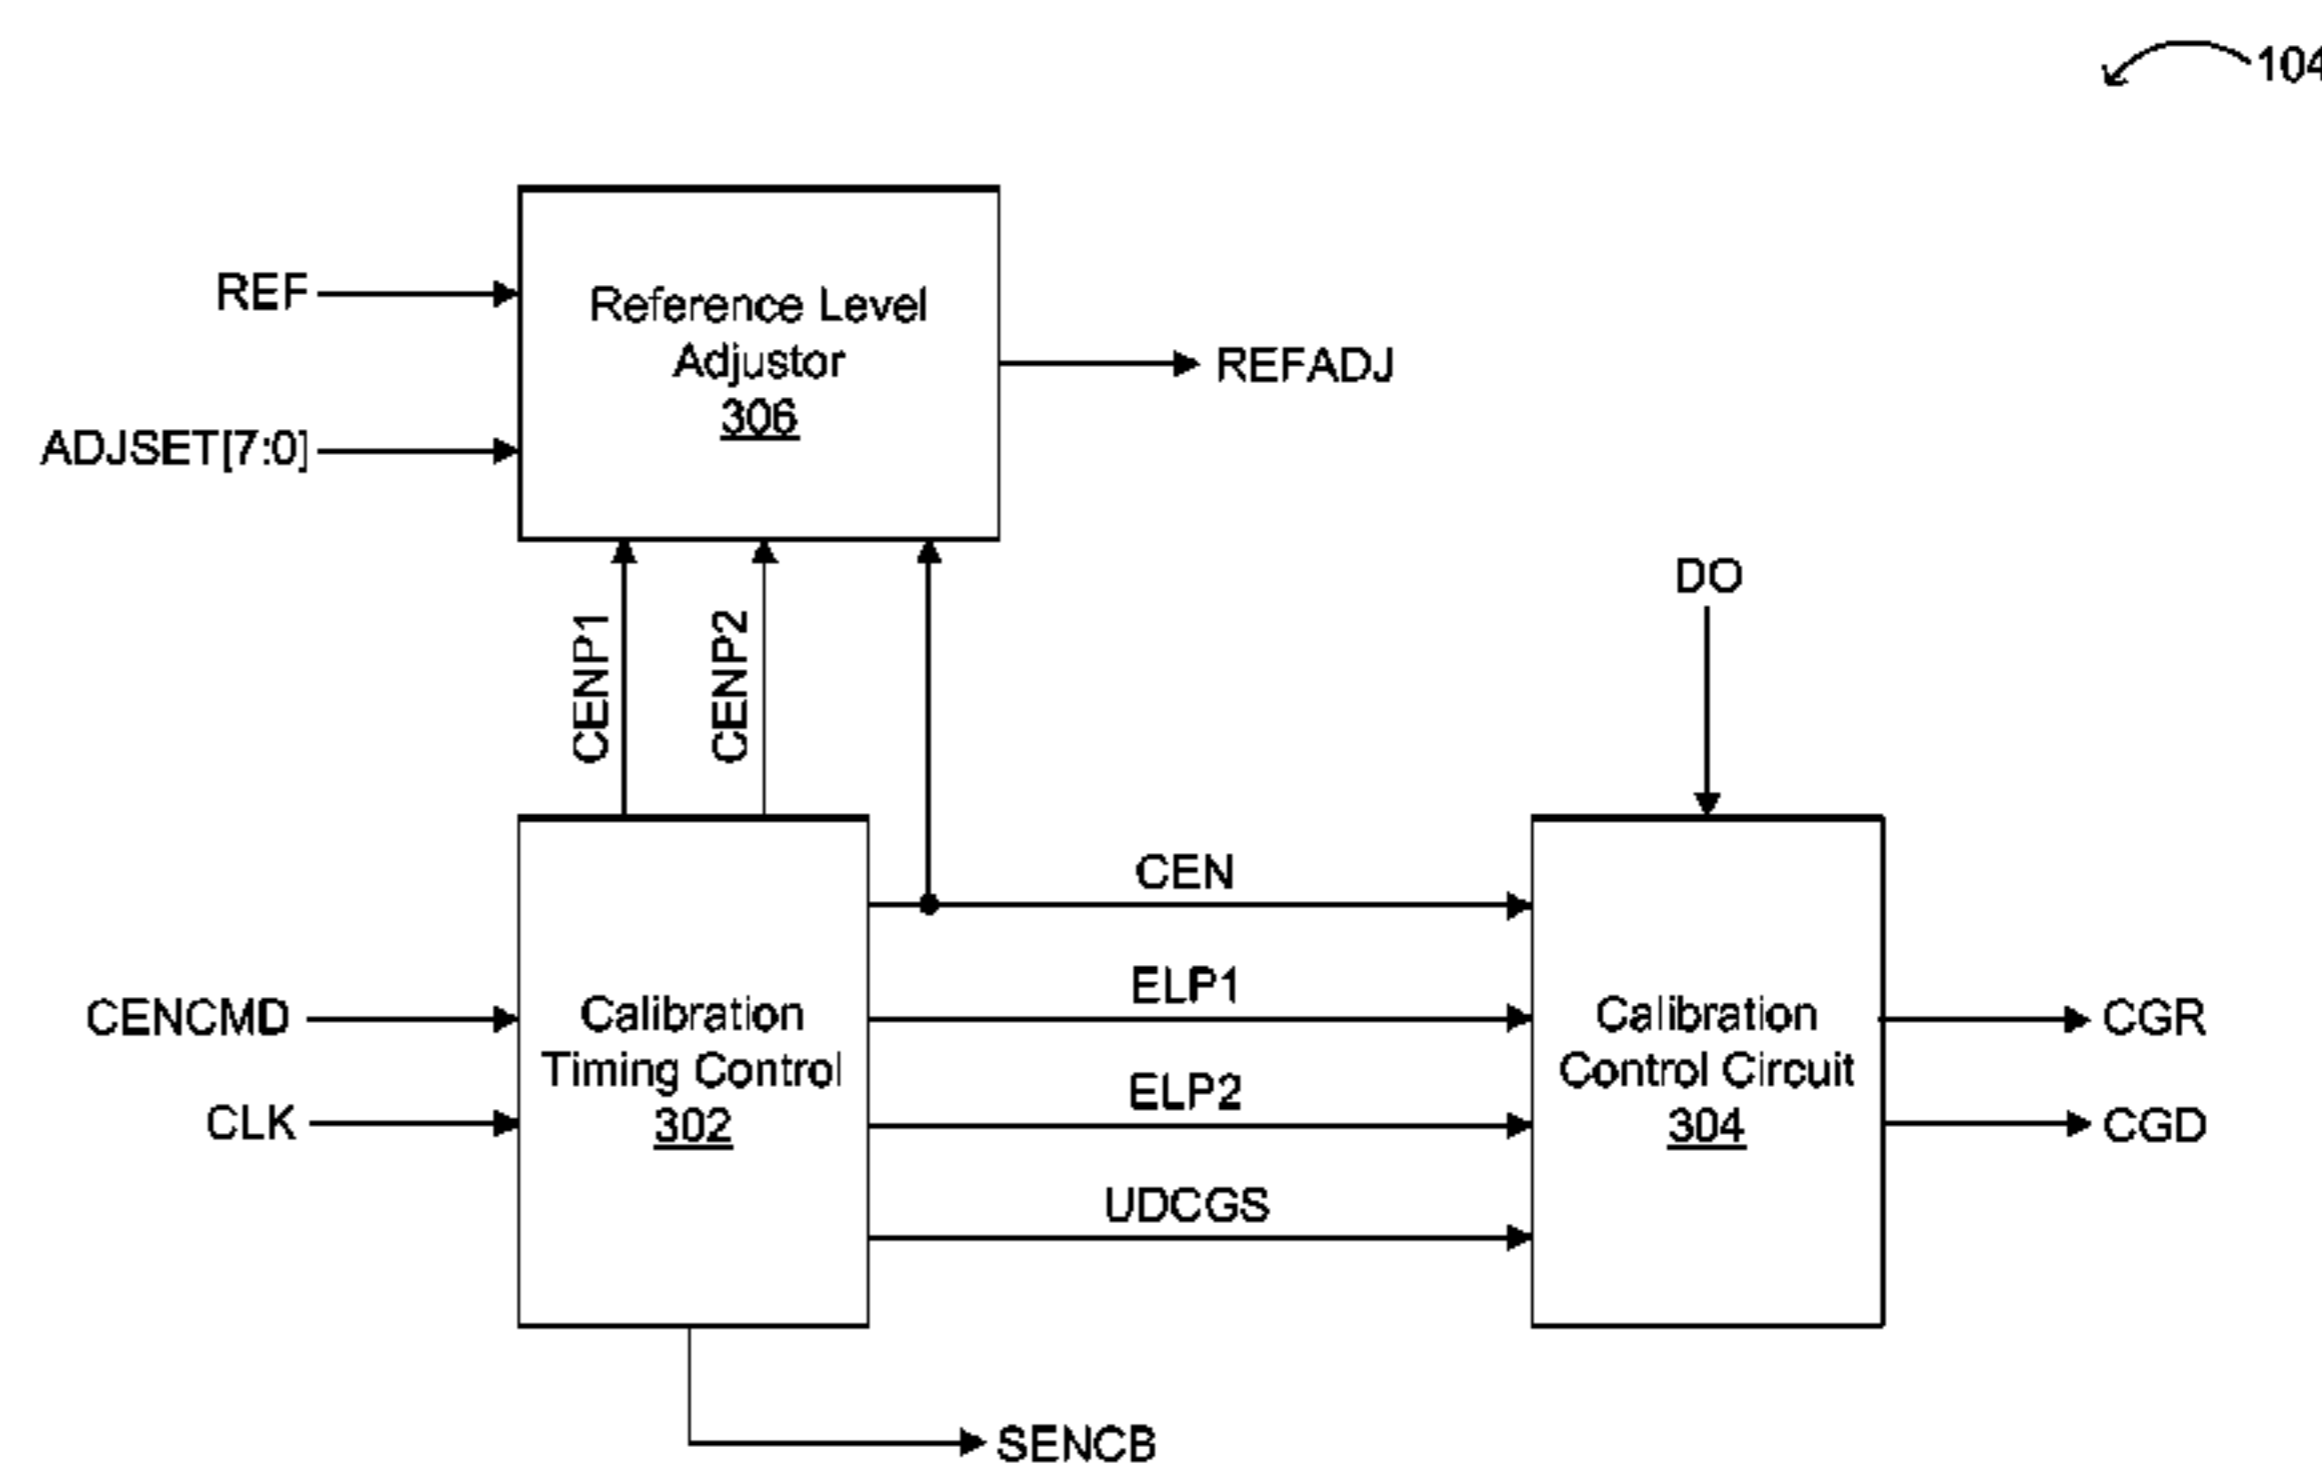 104
REF
Reference Level
Adjustor
306
REFADJ
ADJSET[7:0]
CENP1
CENP2
DO
CEN
ELP1
CENCMD
Calibration
Timing Control
302
ELP2
Calibration
Control Circuit
304
CGR
CLK
CGD
UDCGS
SENCB